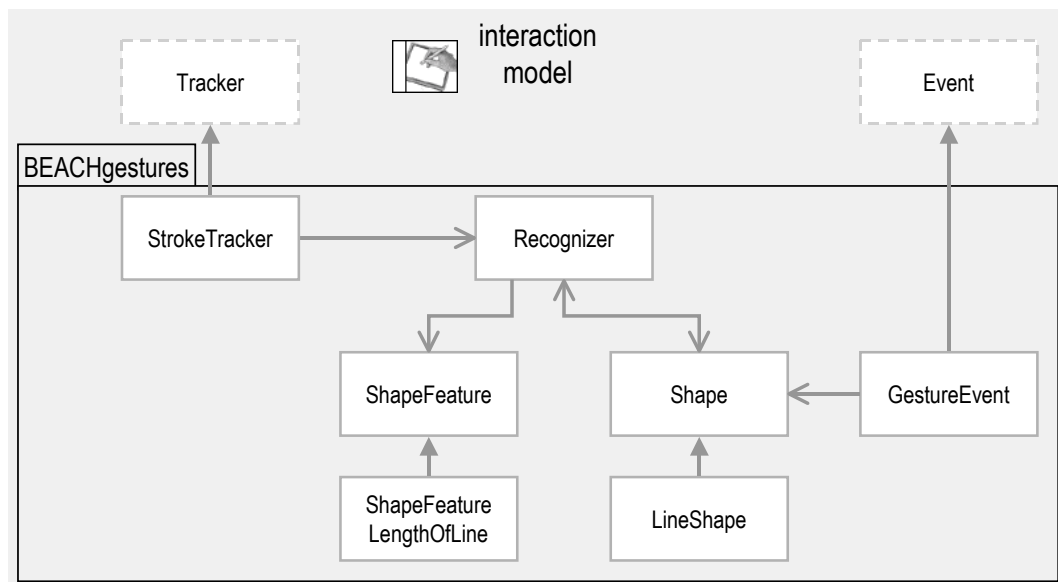 interaction
model
Tracker
Event
BEACHgestures
StrokeTracker
Recognizer
ShapeFeature
Shape
GestureEvent
ShapeFeature
LengthOfLine
LineShape